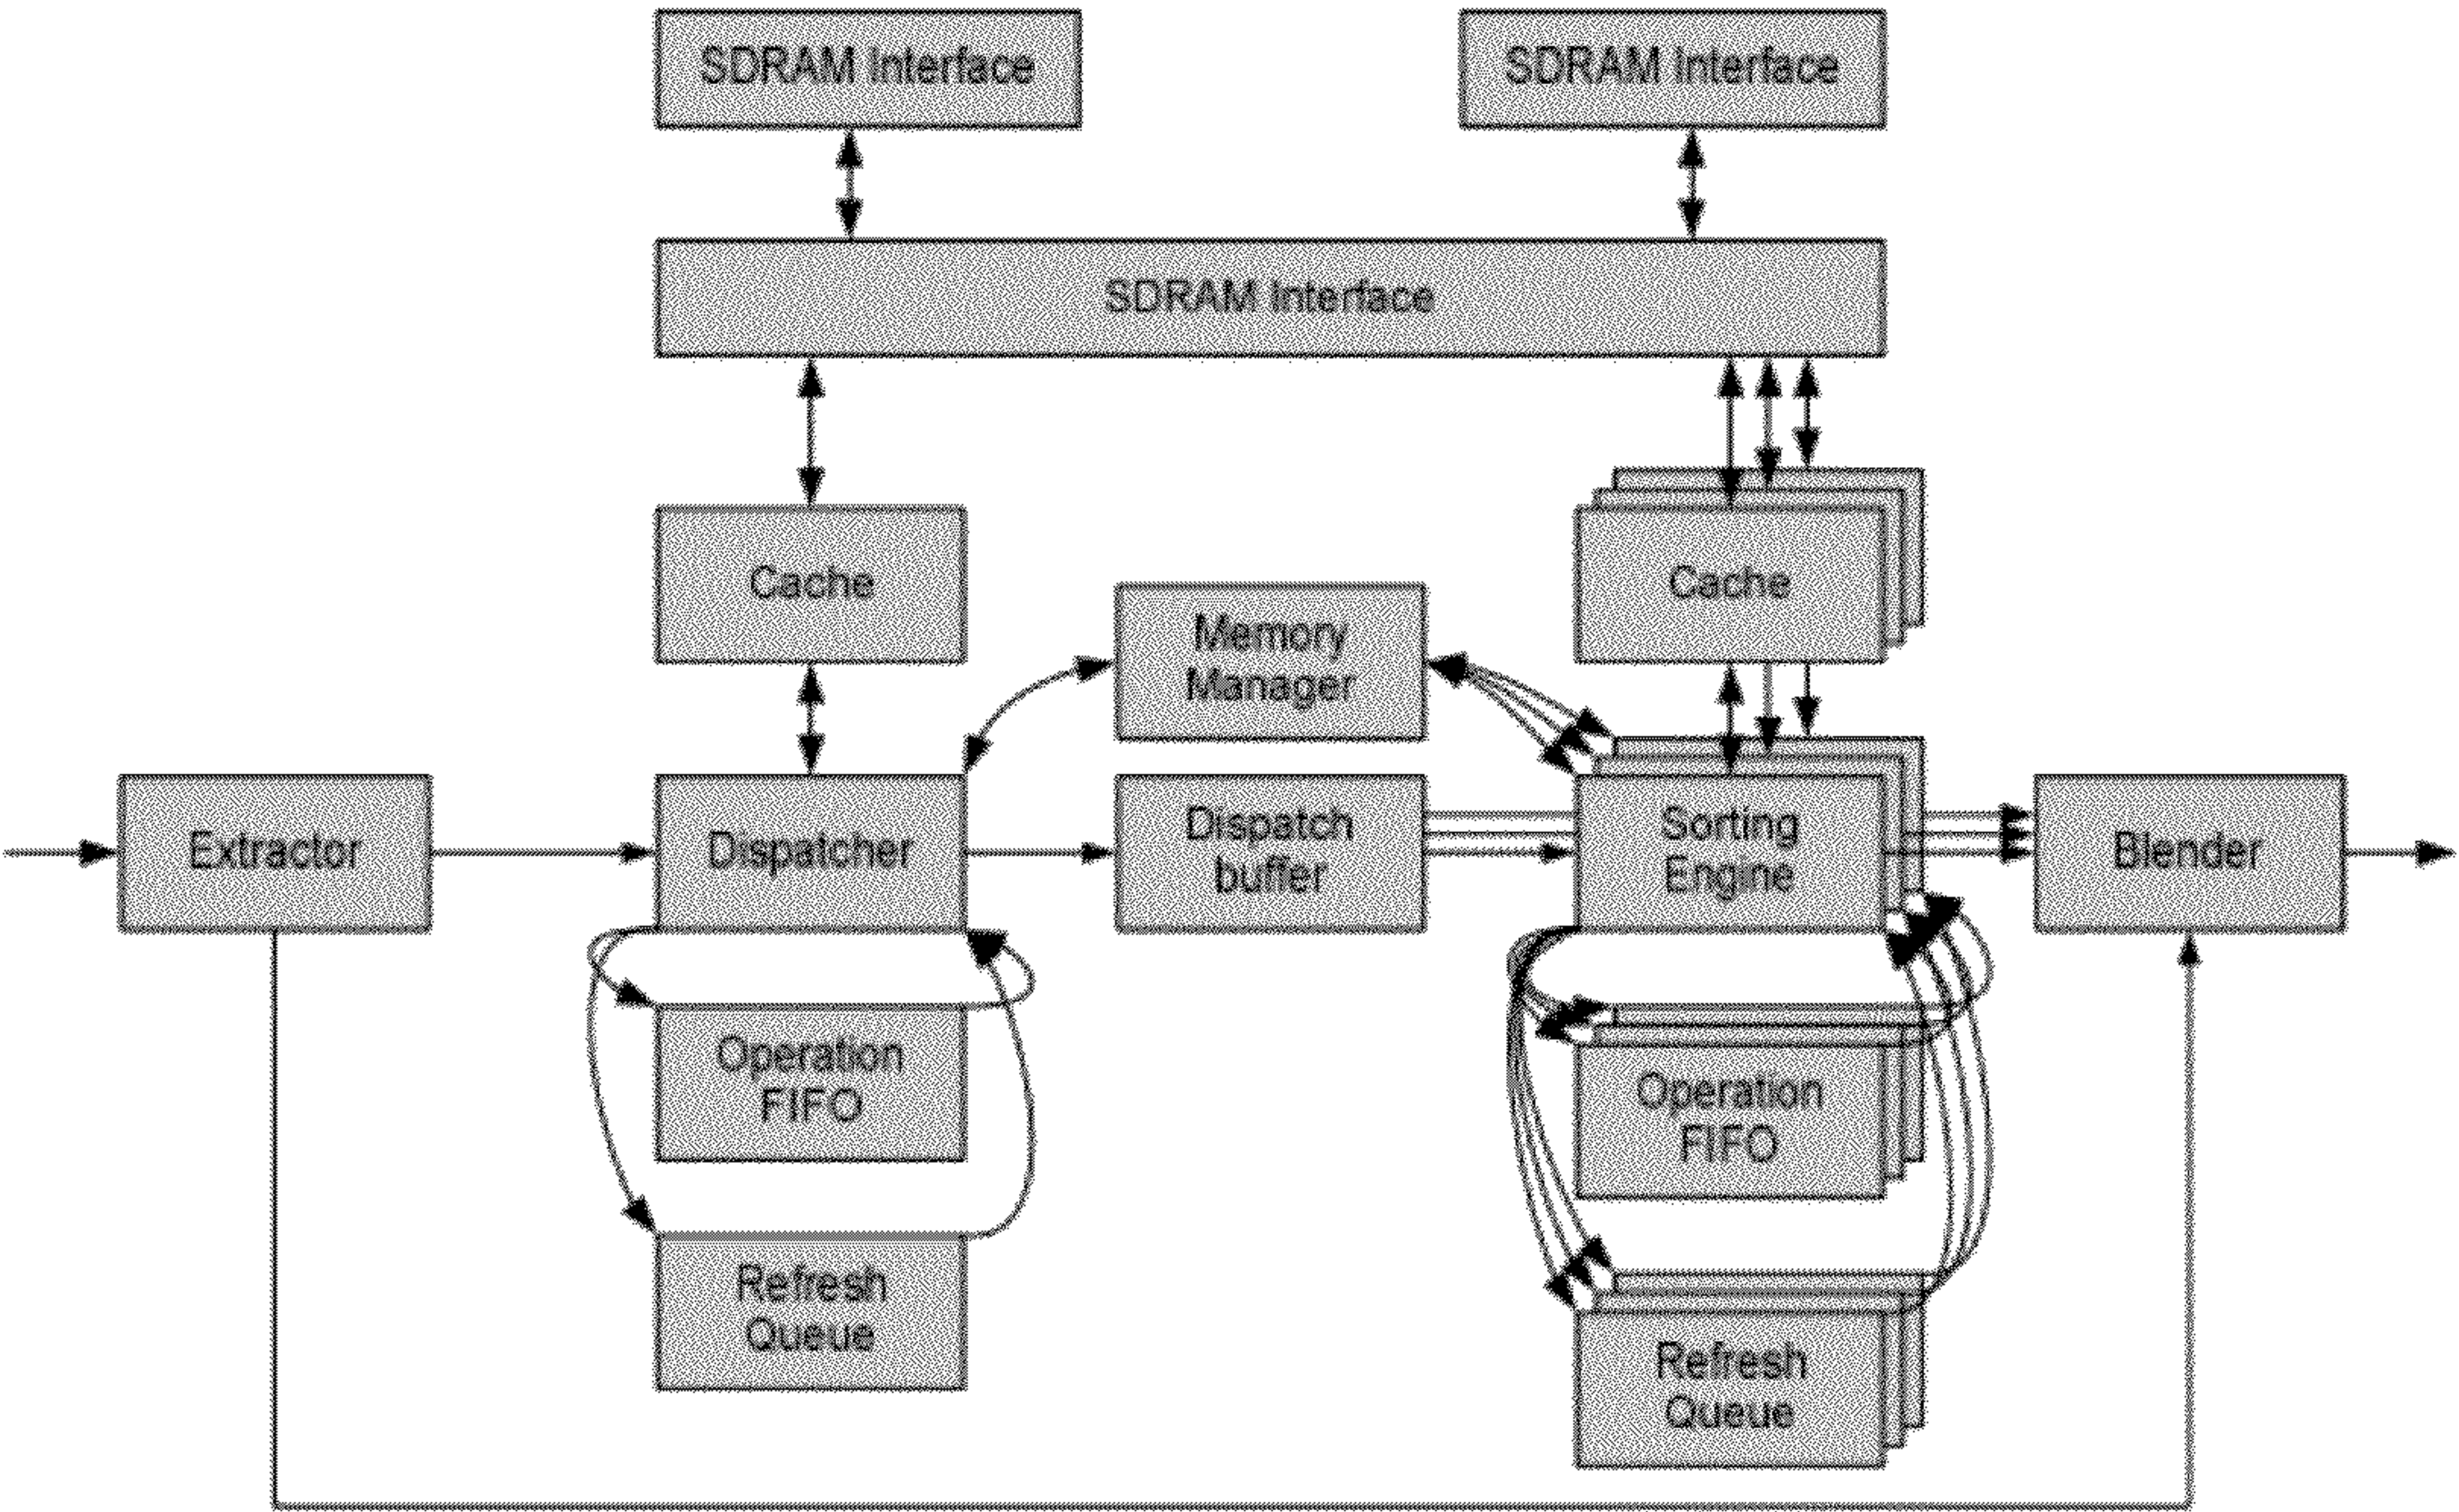 SDRAM Interface
SDRAM Interface
SDRAM Interface
Cache
Cache
Memory
Manager
Extractor
Dispatcher
Dispatch
buffer
Sorting
Engine
Blender
Operation
FIFO
Operation
FIFO
Refresh
Queue
Refresh
Queue